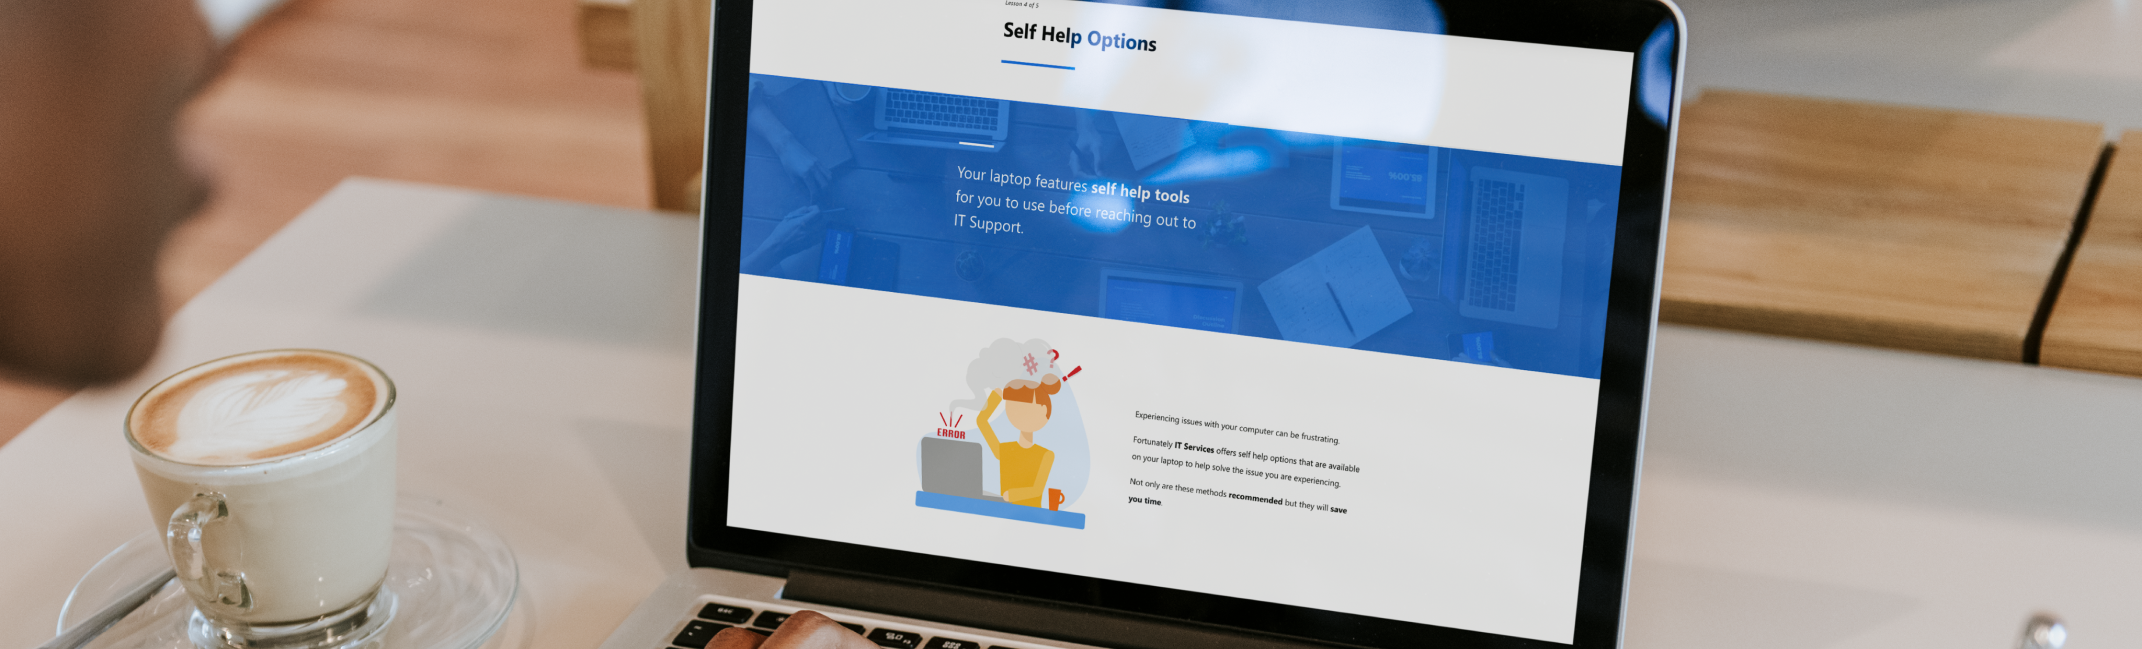 Lesson 4 of 5
Self Help Options
Your laptop features self help tools
for you to use before reaching out to
IT Support.
%00'58
# ? !
ERROR
Experiencing issues with your computer can be frustrating.
Fortunately IT Services offers self help options that are available
on your laptop to help solve the issue you are experiencing.
Not only are these methods recommended but they will save
you time.
esc